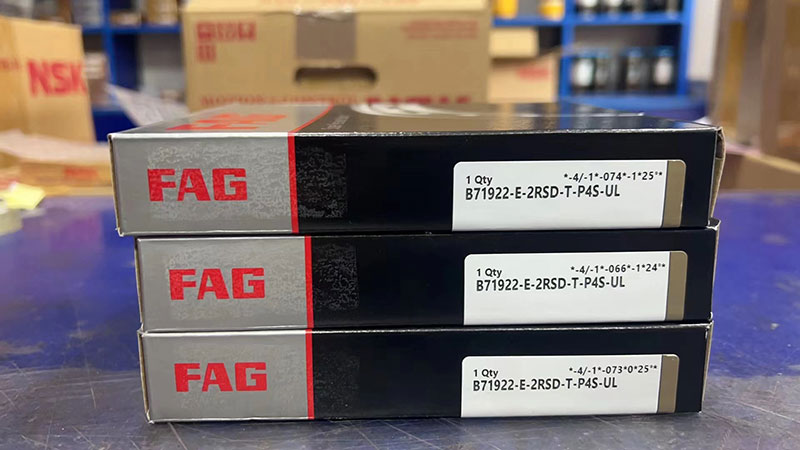 NSK
FAG
1 Qty
*-4/-1*-074*-1*25°*
B71922-E-2RSD-T-P4S-UL
FAG
1 Qty
*-4/-1*-066*-1*24°*
B71922-E-2RSD-T-P4S-UL
FAG
1 Qty
*-4/-1*-073*0*25°*
B71922-E-2RSD-T-P4S-UL